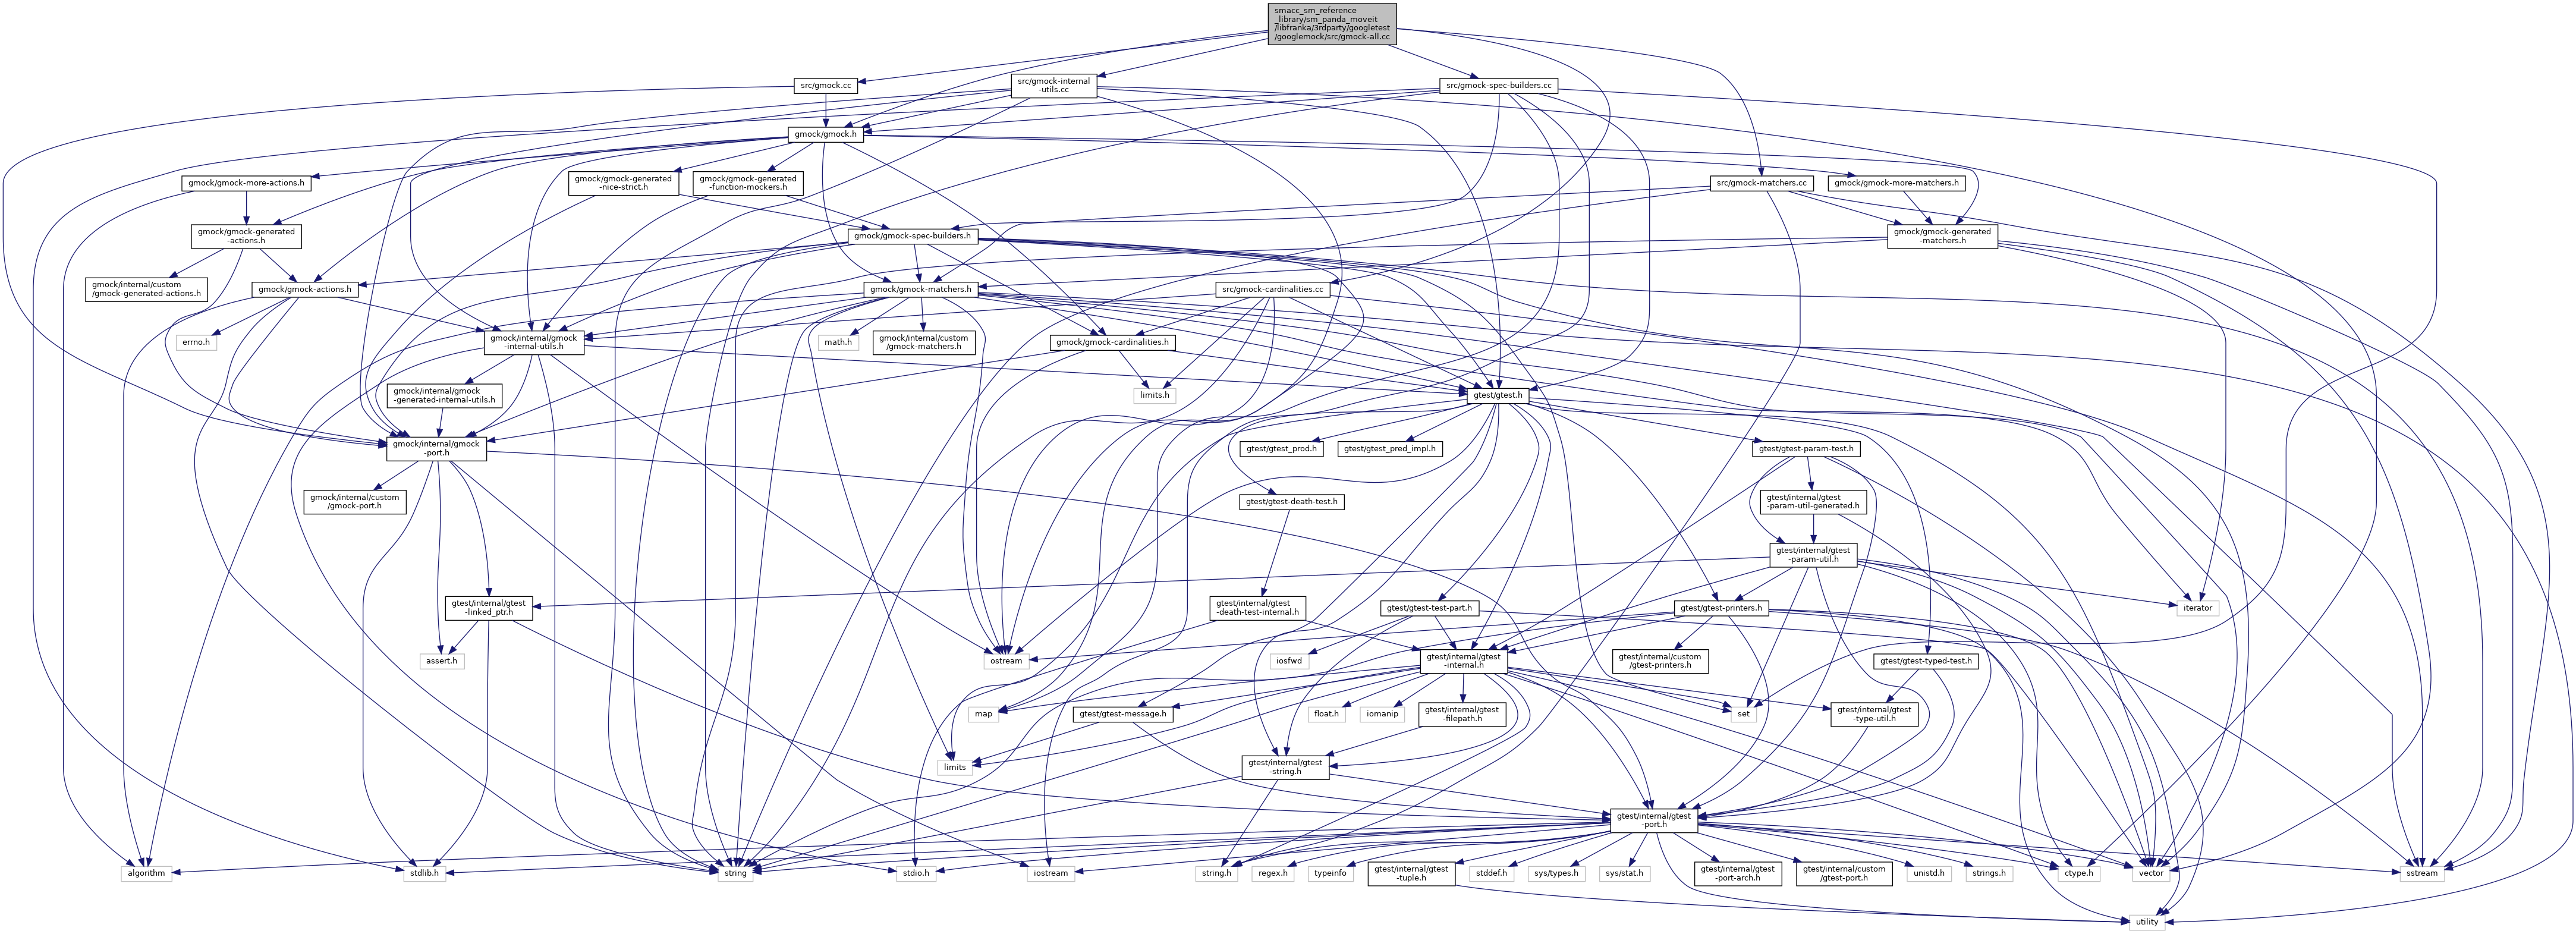 smacc_sm_reference
_library/sm_panda_moveit
/libfranka/3rdparty/googletest
/googlemock/src/gmock-all.cc
src/gmock.cc
src/gmock-internal
-utils.cc
src/gmock-spec-builders.cc
gmock/gmock.h
gmock/gmock-more-actions.h
gmock/gmock-generated
-nice-strict.h
gmock/gmock-generated
-function-mockers.h
src/gmock-matchers.cc
gmock/gmock-more-matchers.h
gmock/gmock-generated
-actions.h
gmock/gmock-spec-builders.h
gmock/gmock-generated
-matchers.h
gmock/internal/custom
/gmock-generated-actions.h
gmock/gmock-actions.h
gmock/gmock-matchers.h
src/gmock-cardinalities.cc
errno.h
gmock/internal/gmock
-internal-utils.h
math.h
gmock/internal/custom
/gmock-matchers.h
gmock/gmock-cardinalities.h
gmock/internal/gmock
-generated-internal-utils.h
limits.h
gtest/gtest.h
gmock/internal/gmock
-port.h
gtest/gtest_prod.h
gtest/gtest_pred_impl.h
gtest/gtest-param-test.h
gmock/internal/custom
/gmock-port.h
gtest/gtest-death-test.h
gtest/internal/gtest
-param-util-generated.h
gtest/internal/gtest
-param-util.h
gtest/internal/gtest
-linked_ptr.h
gtest/internal/gtest
-death-test-internal.h
gtest/gtest-test-part.h
gtest/gtest-printers.h
iterator
assert.h
ostream
iosfwd
gtest/internal/gtest
-internal.h
gtest/internal/custom
/gtest-printers.h
gtest/gtest-typed-test.h
map
gtest/gtest-message.h
float.h
iomanip
gtest/internal/gtest
-filepath.h
set
gtest/internal/gtest
-type-util.h
limits
gtest/internal/gtest
-string.h
gtest/internal/gtest
-port.h
algorithm
stdlib.h
string
stdio.h
iostream
string.h
regex.h
typeinfo
gtest/internal/gtest
-tuple.h
stddef.h
sys/types.h
sys/stat.h
gtest/internal/gtest
-port-arch.h
gtest/internal/custom
/gtest-port.h
unistd.h
strings.h
ctype.h
vector
sstream
utility